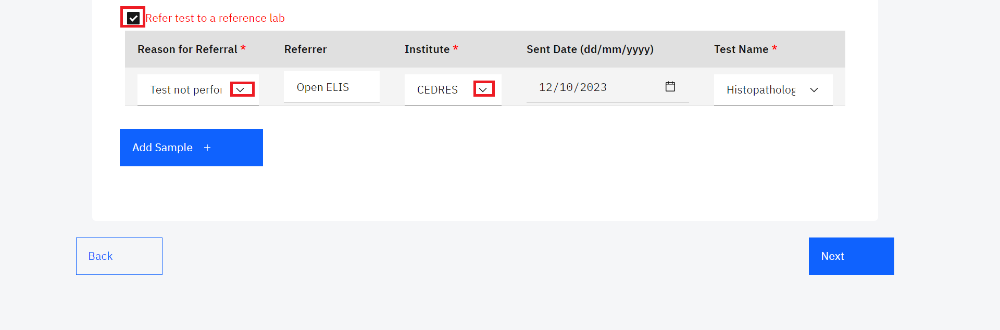 Refer test to a reference lab
Reason for Referral * Referrer Institute * Sent Date (dd/mm/yyyy) Test Name *
Test not perfor Open ELIS CEDRES 12/10/2023 Histopatholog
Add Sample +
Back Next